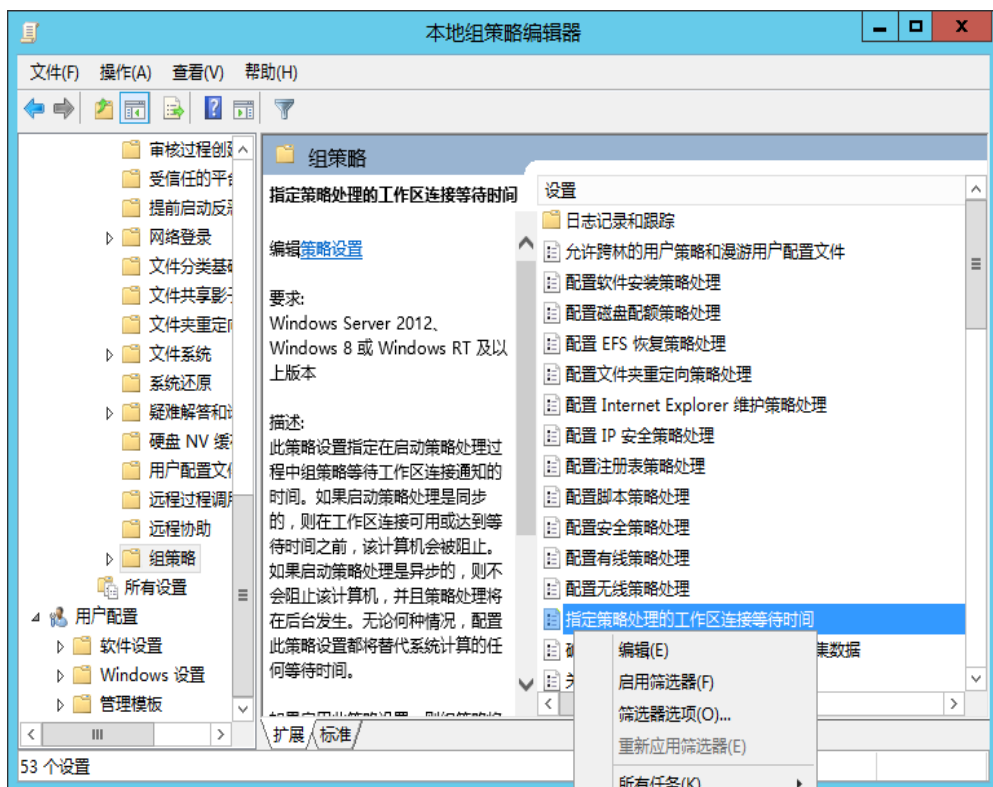 本地组策略编辑器
文件(F) 操作(A) 查看(V) 帮助(H)
审核过程创建
受信任的平台
提前启动反恶
网络登录
文件分类基础
文件共享影子
文件夹重定向
文件系统
系统还原
疑难解答和诊
硬盘 NV 缓存
用户配置文件
远程过程调用
远程协助
组策略
所有设置
用户配置
软件设置
Windows 设置
管理模板
组策略
指定策略处理的工作区连接等待时间
编辑策略设置
要求:
Windows Server 2012、
Windows 8 或 Windows RT 及以
上版本
描述:
此策略设置指定在启动策略处理过
程中组策略等待工作区连接通知的
时间。如果启动策略处理是同步
的，则在工作区连接可用或达到等
待时间之前，该计算机会被阻止。
如果启动策略处理是异步的，则不
会阻止该计算机，并且策略处理将
在后台发生。无论何种情况，配置
此策略设置都将替代系统计算的任
何等待时间。
设置
日志记录和跟踪
允许跨林的用户策略和漫游用户配置文件
配置软件安装策略处理
配置磁盘配额策略处理
配置 EFS 恢复策略处理
配置文件夹重定向策略处理
配置 Internet Explorer 维护策略处理
配置 IP 安全策略处理
配置注册表策略处理
配置脚本策略处理
配置安全策略处理
配置有线策略处理
配置无线策略处理
指定策略处理的工作区连接等待时间
集数据
编辑(E)
启用筛选器(F)
筛选器选项(O)...
重新应用筛选器(E)
所有任务(K)
扩展 标准
53 个设置